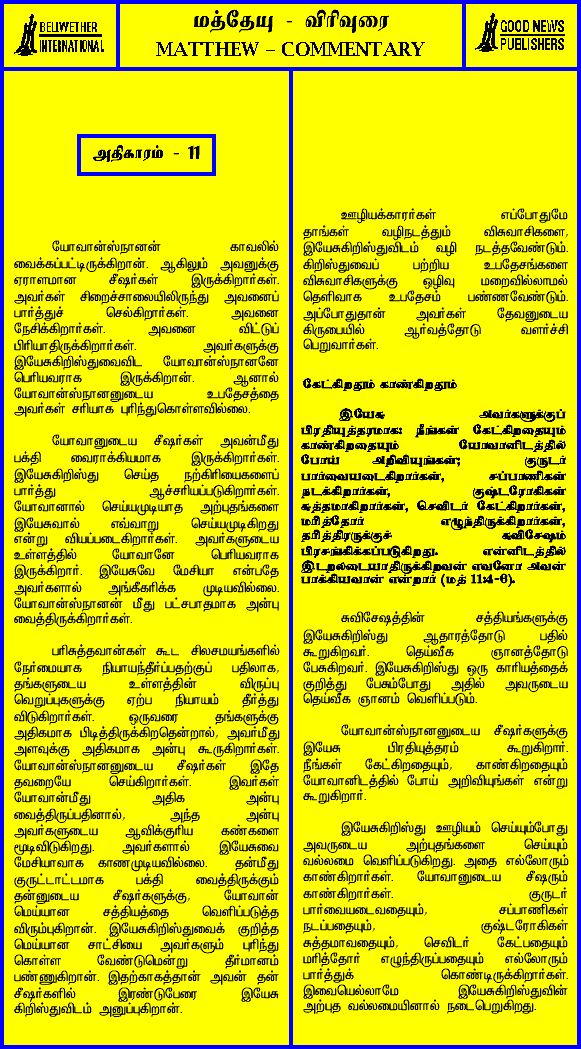 BELIWETHER
INTERNATIONAL
மத்தேயு - விரிவுரை
MATTHEW – COMMENTARY
GOOD NEWS
PUBLISHERS
அதிகாரம் - 11
யோவான்ஸ்நானன் காவலில்
வைக்கப்பட்டிருக்கிறான். ஆகிலும் அவனுக்கு
ஏராளமான சீஷர்கள் இருக்கிறார்கள்.
அவர்கள் சிறைச்சாலையிலிருந்து அவனைப்
பார்த்துச் செல்கிறார்கள். அவனை
நேசிக்கிறார்கள். அவனை விட்டுப்
பிரியாதிருக்கிறார்கள். அவர்களுக்கு
இயேசுகிறிஸ்துவைவிட யோவான்ஸ்நானனே
பெரியவராக இருக்கிறான். ஆனால்
யோவான்ஸ்நானனுடைய உபதேசத்தை
அவர்கள் சரியாக புரிந்துகொள்ளவில்லை.
யோவானுடைய சீஷர்கள் அவன்மீது
பக்தி வைராக்கியமாக இருக்கிறார்கள்.
இயேசுகிறிஸ்து செய்த நற்கிரியைகளைப்
பார்த்து ஆச்சரியப்படுகிறார்கள்.
யோவானால் செய்யமுடியாத அற்புதங்களை
இயேசுவால் எவ்வாறு செய்யமுடிகிறது
என்று வியப்படைகிறார்கள். அவர்களுடைய
உள்ளத்தில் யோவானே பெரியவராக
இருக்கிறார். இயேசுவே மேசியா என்பதை
அவர்களால் அங்கீகரிக்க முடியவில்லை.
யோவான்ஸ்நானன் மீது பட்சபாதமாக அன்பு
வைத்திருக்கிறார்கள்.
பரிசுத்தவான்கள் கூட சிலசமயங்களில்
நேர்மையாக நியாயந்தீர்ப்பதற்குப் பதிலாக,
தங்களுடைய உள்ளத்தின் விருப்பு
வெறுப்புகளுக்கு ஏற்ப நியாயம் தீர்த்து
விடுகிறார்கள். ஒருவரை தங்களுக்கு
அதிகமாக பிடித்திருக்கிறதென்றால், அவர்மீது
அளவுக்கு அதிகமாக அன்பு கூருகிறார்கள்.
யோவான்ஸ்நானனுடைய சீஷர்கள் இதே
தவறையே செய்கிறார்கள். இவர்கள்
யோவான்மீது அதிக அன்பு
வைத்திருப்பதினால், அந்த அன்பு
அவர்களுடைய ஆவிக்குரிய கண்களை
மூடிவிடுகிறது. அவர்களால் இயேசுவை
மேசியாவாக காணமுடியவில்லை. தன்மீது
குருட்டாட்டமாக பக்தி வைத்திருக்கும்
தன்னுடைய சீஷர்களுக்கு, யோவான்
மெய்யான சத்தியத்தை வெளிப்படுத்த
விரும்புகிறான். இயேசுகிறிஸ்துவைக் குறித்த
மெய்யான சாட்சியை அவர்களும் புரிந்து
கொள்ள வேண்டுமென்று தீர்மானம்
பண்ணுகிறான். இதற்காகத்தான் அவன் தன்
சீஷர்களில் இரண்டுபேரை இயேசு
கிறிஸ்துவிடம் அனுப்புகிறான்.
ஊழியக்காரர்கள் எப்போதுமே
தாங்கள் வழிநடத்தும் விசுவாசிகளை,
இயேசுகிறிஸ்துவிடம் வழி நடத்தவேண்டும்.
கிறிஸ்துவைப் பற்றிய உபதேசங்களை
விசுவாசிகளுக்கு ஒழிவு மறைவில்லாமல்
தெளிவாக உபதேசம் பண்ணவேண்டும்.
அப்போதுதான் அவர்கள் தேவனுடைய
கிருபையில் ஆர்வத்தோடு வளர்ச்சி
பெறுவார்கள்.
கேட்கிறதும் காண்கிறதும்
இயேசு அவர்களுக்குப்
பிரதியுத்தரமாக: நீங்கள் கேட்கிறதையும்
காண்கிறதையும் யோவானிடத்தில்
போய் அறிவியுங்கள்; குருடர்
பார்வையடைகிறார்கள், சப்பாணிகள்
நடக்கிறார்கள், குஷ்டரோகிகள்
சுத்தமாகிறார்கள், செவிடர் கேட்கிறார்கள்,
மரித்தோர் எழுந்திருக்கிறார்கள்,
தரித்திரருக்குச் சுவிசேஷம்
பிரசங்கிக்கப்படுகிறது. என்னிடத்தில்
இடறலடையாதிருக்கிறவன் எவனோ அவன்
பாக்கியவான் என்றார் (மத் 11:4-6).
சுவிசேஷத்தின் சத்தியங்களுக்கு
இயேசுகிறிஸ்து ஆதாரத்தோடு பதில்
கூறுகிறவர். தெய்வீக ஞானத்தோடு
பேசுகிறவர். இயேசுகிறிஸ்து ஒரு காரியத்தைக்
குறித்து பேசும்போது அதில் அவருடைய
தெய்வீக ஞானம் வெளிப்படும்.
யோவான்ஸ்நானனுடைய சீஷர்களுக்கு
இயேசு பிரதியுத்தரம் கூறுகிறார்.
நீங்கள் கேட்கிறதையும், காண்கிறதையும்
யோவானிடத்தில் போய் அறிவியுங்கள் என்று
கூறுகிறார்.
இயேசுகிறிஸ்து ஊழியம் செய்யும்போது
அவருடைய அற்புதங்களை செய்யும்
வல்லமை வெளிப்படுகிறது. அதை எல்லோரும்
காண்கிறார்கள். யோவானுடைய சீஷரும்
காண்கிறார்கள். குருடர்
பார்வையடைவதையும், சப்பாணிகள்
நடப்பதையும், குஷ்டரோகிகள்
சுத்தமாவதையும், செவிடர் கேட்பதையும்
மரித்தோர் எழுந்திருப்பதையும் எல்லோரும்
பார்த்துக் கொண்டிருக்கிறார்கள்.
இவையெல்லாமே இயேசுகிறிஸ்துவின்
அற்புத வல்லமையினால் நடைபெறுகிறது.